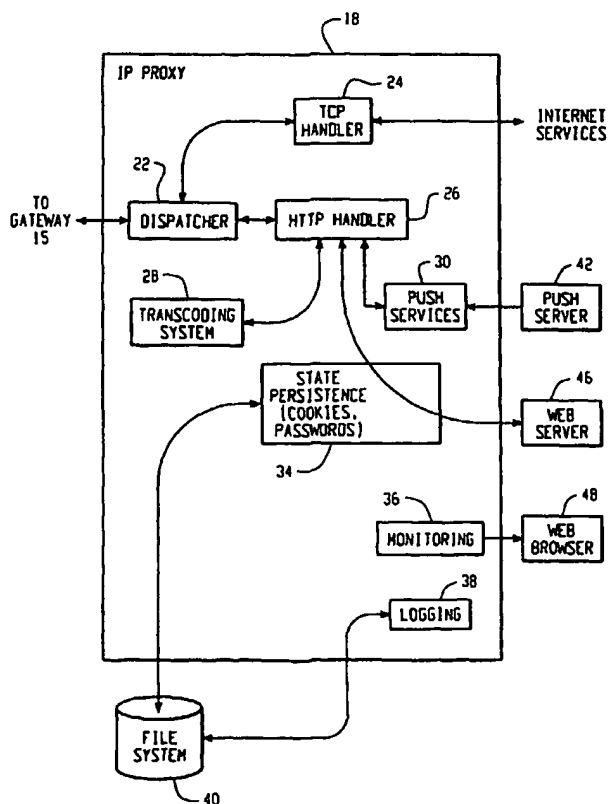 18
IP PROXY
24
TCP
HANDLER
INTERNET
SERVICES
22
26
TO
GATEWAY
15
DISPATCHER
HTTP HANDLER
28
30
42
TRANSCODING
SYSTEM
PUSH
SERVICES
PUSH
SERVER
STATE
PERSISTENCE
(COOKIES,
PASSWORDS)
34
46
WEB
SERVER
36
48
MONITORING
WEB
BROWSER
38
LOGGING
FILE
SYSTEM
40